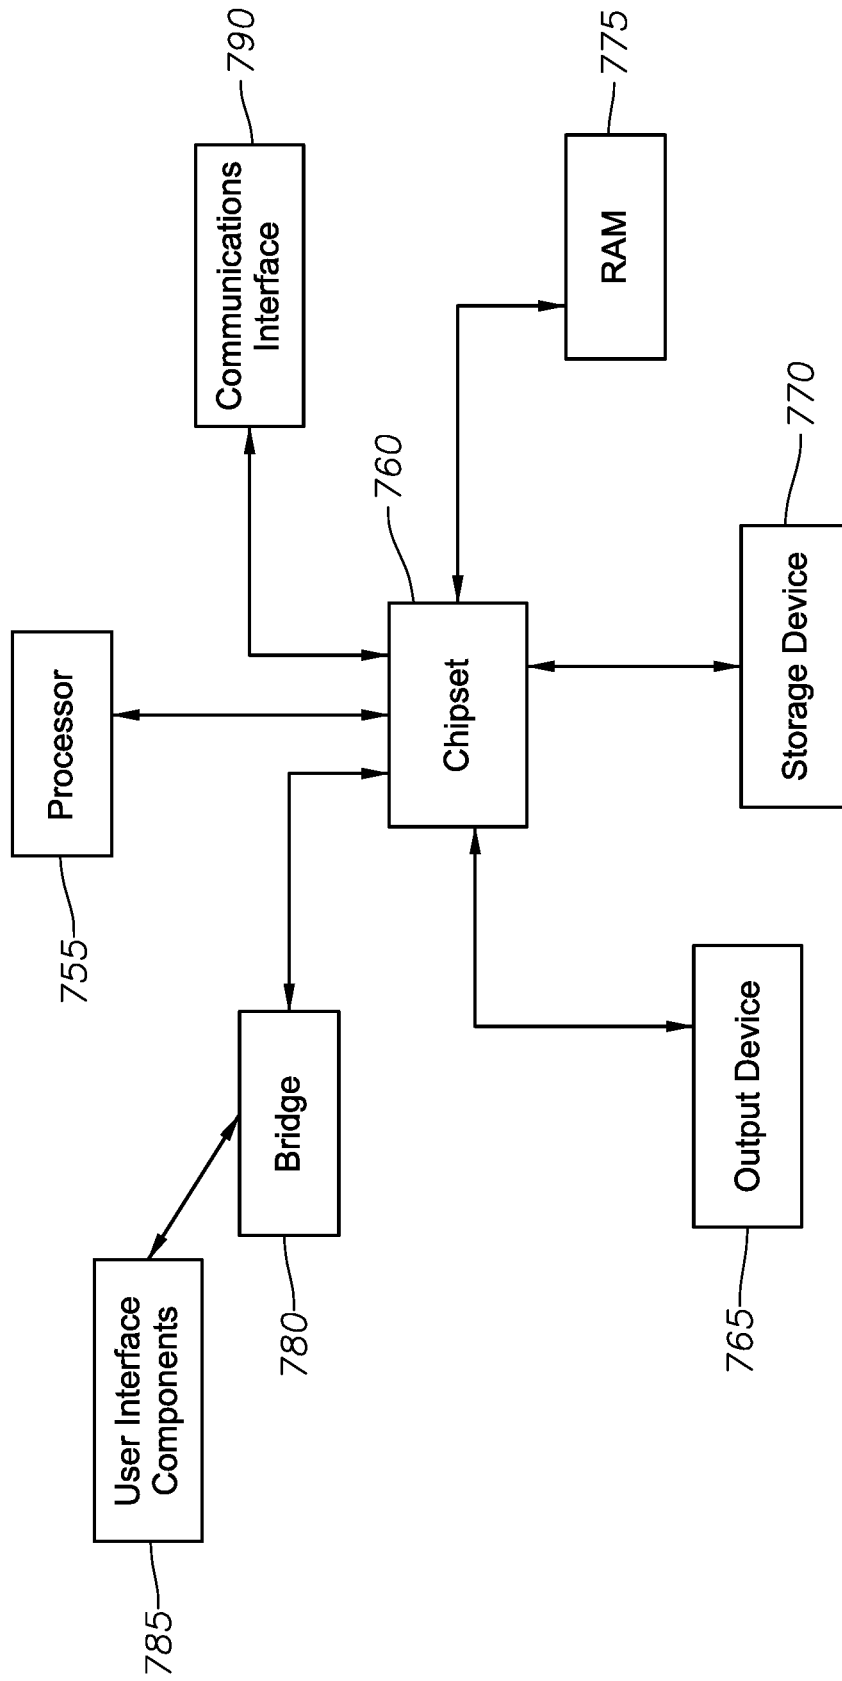 User Interface
Components
785
Bridge
780
Processor
755
Communications
Interface
790
Chipset
760
Output Device
765
Storage Device
770
RAM
775